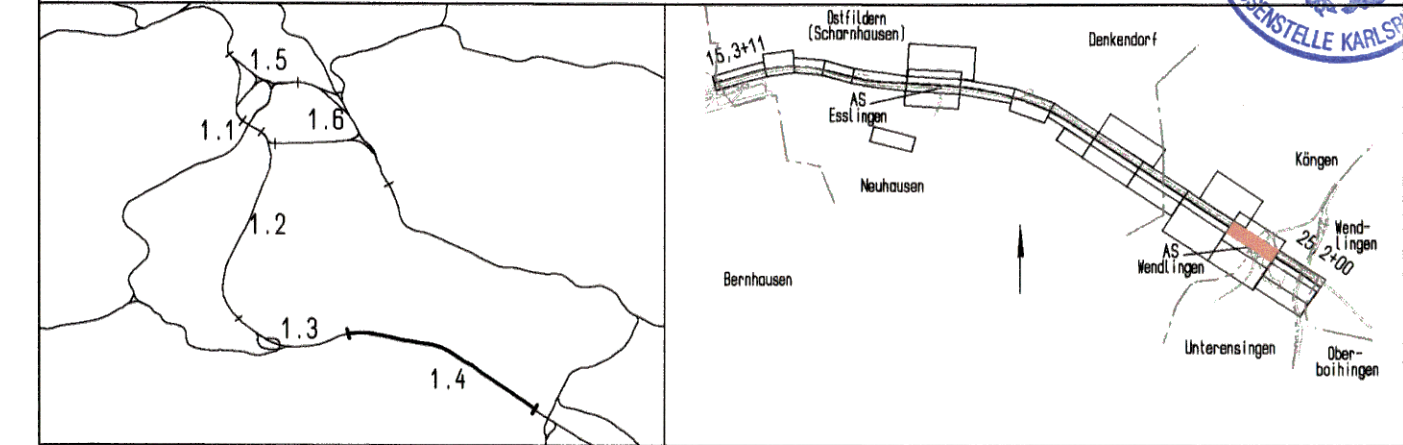 1.5
1.1
1.6
1.2
1.3
1.4
Ostfildern
(Scharnhausen)
Denkendorf
STELLE KARLSR
15,3+11
AS
Esslingen
Neuhausen
Köngen
Wend-
lingen
25,2+00
AS
Wendlingen
Bernhausen
Unterensingen
Ober-
boihingen